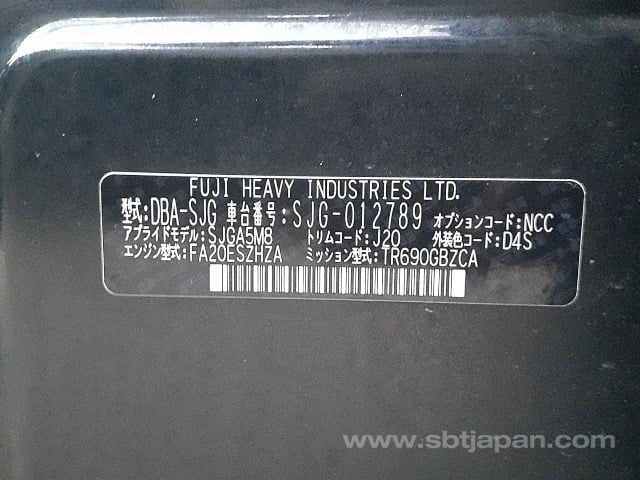 FUJI HEAVY INDUSTRIES LTD.
型式:DBA-SJG 車台番号:SJG-012789 オプションコード:NCC
アプライドモデル:SJGA5M8 トリムコード:J20 外装色コード:D4S
エンジン型式:FA20ESZHZA ミッション型式:TR690GBZCA
www.sbtjapan.com